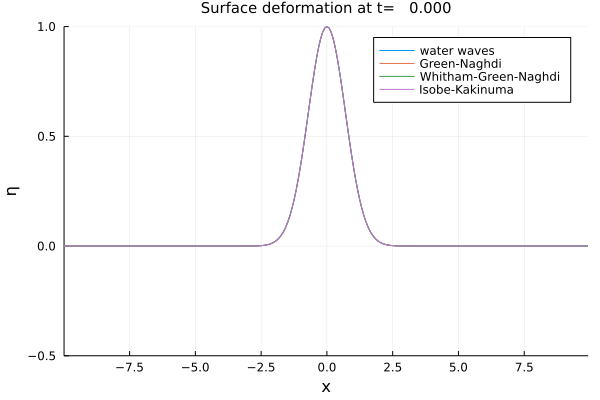 Surface deformation at t= 0.000
1.0
water waves
Green-Naghdi
Whitham-Green-Naghdi
Isobe-Kakinuma
0.5
η
0.0
−0.5
−7.5 −5.0 −2.5 0.0 2.5 5.0 7.5
x